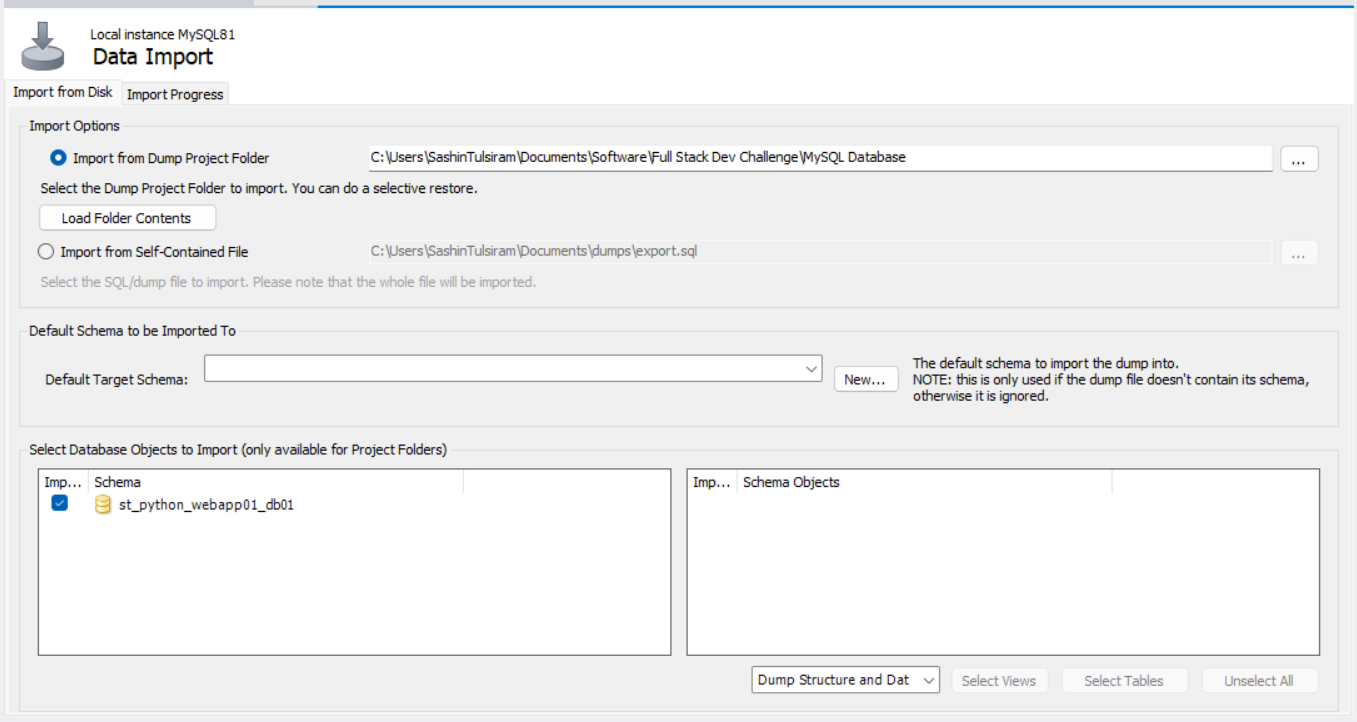 Local instance MySQL81
Data Import
Import from Disk Import Progress
Import Options
Import from Dump Project Folder C:\Users\SashinTulsiram\Documents\Software\Full Stack Dev Challenge\MySQL Database ...
Select the Dump Project Folder to import. You can do a selective restore.
Load Folder Contents
Import from Self-Contained File C:\Users\SashinTulsiram\Documents\dumps\export.sql ...
Select the SQL/dump file to import. Please note that the whole file will be imported.
Default Schema to be Imported To
Default Target Schema: New...
The default schema to import the dump into.
NOTE: this is only used if the dump file doesn't contain its schema,
otherwise it is ignored.
Select Database Objects to Import (only available for Project Folders)
Imp... Schema Imp... Schema Objects
st_python_webapp01_db01
Dump Structure and Dat Select Views Select Tables Unselect All